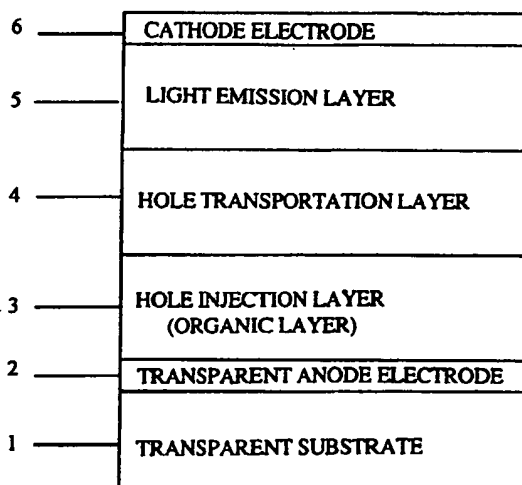 6 CATHODE ELECTRODE
5 LIGHT EMISSION LAYER
4 HOLE TRANSPORTATION LAYER
3 HOLE INJECTION LAYER
(ORGANIC LAYER)
2 TRANSPARENT ANODE ELECTRODE
1 TRANSPARENT SUBSTRATE